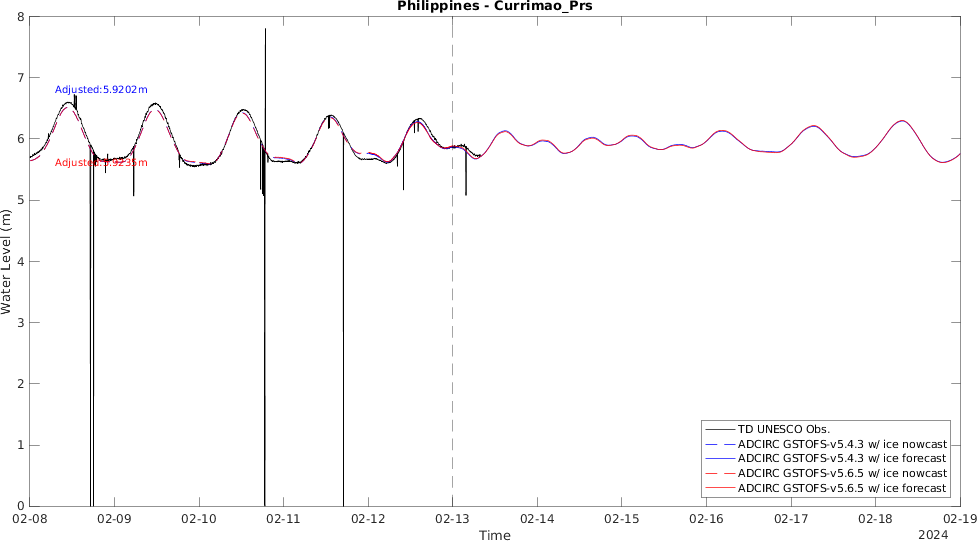 Philippines - Currimao_Prs
8
7
6
5
4
3
2
1
0
Water Level (m)
Adjusted:5.9202m
Adjusted:5.9235m
TD UNESCO Obs.
ADCIRC GSTOFS-v5.4.3 w/ ice nowcast
ADCIRC GSTOFS-v5.4.3 w/ ice forecast
ADCIRC GSTOFS-v5.6.5 w/ ice nowcast
ADCIRC GSTOFS-v5.6.5 w/ ice forecast
02-08 02-09 02-10 02-11 02-12 02-13 02-14 02-15 02-16 02-17 02-18 02-19
Time
2024